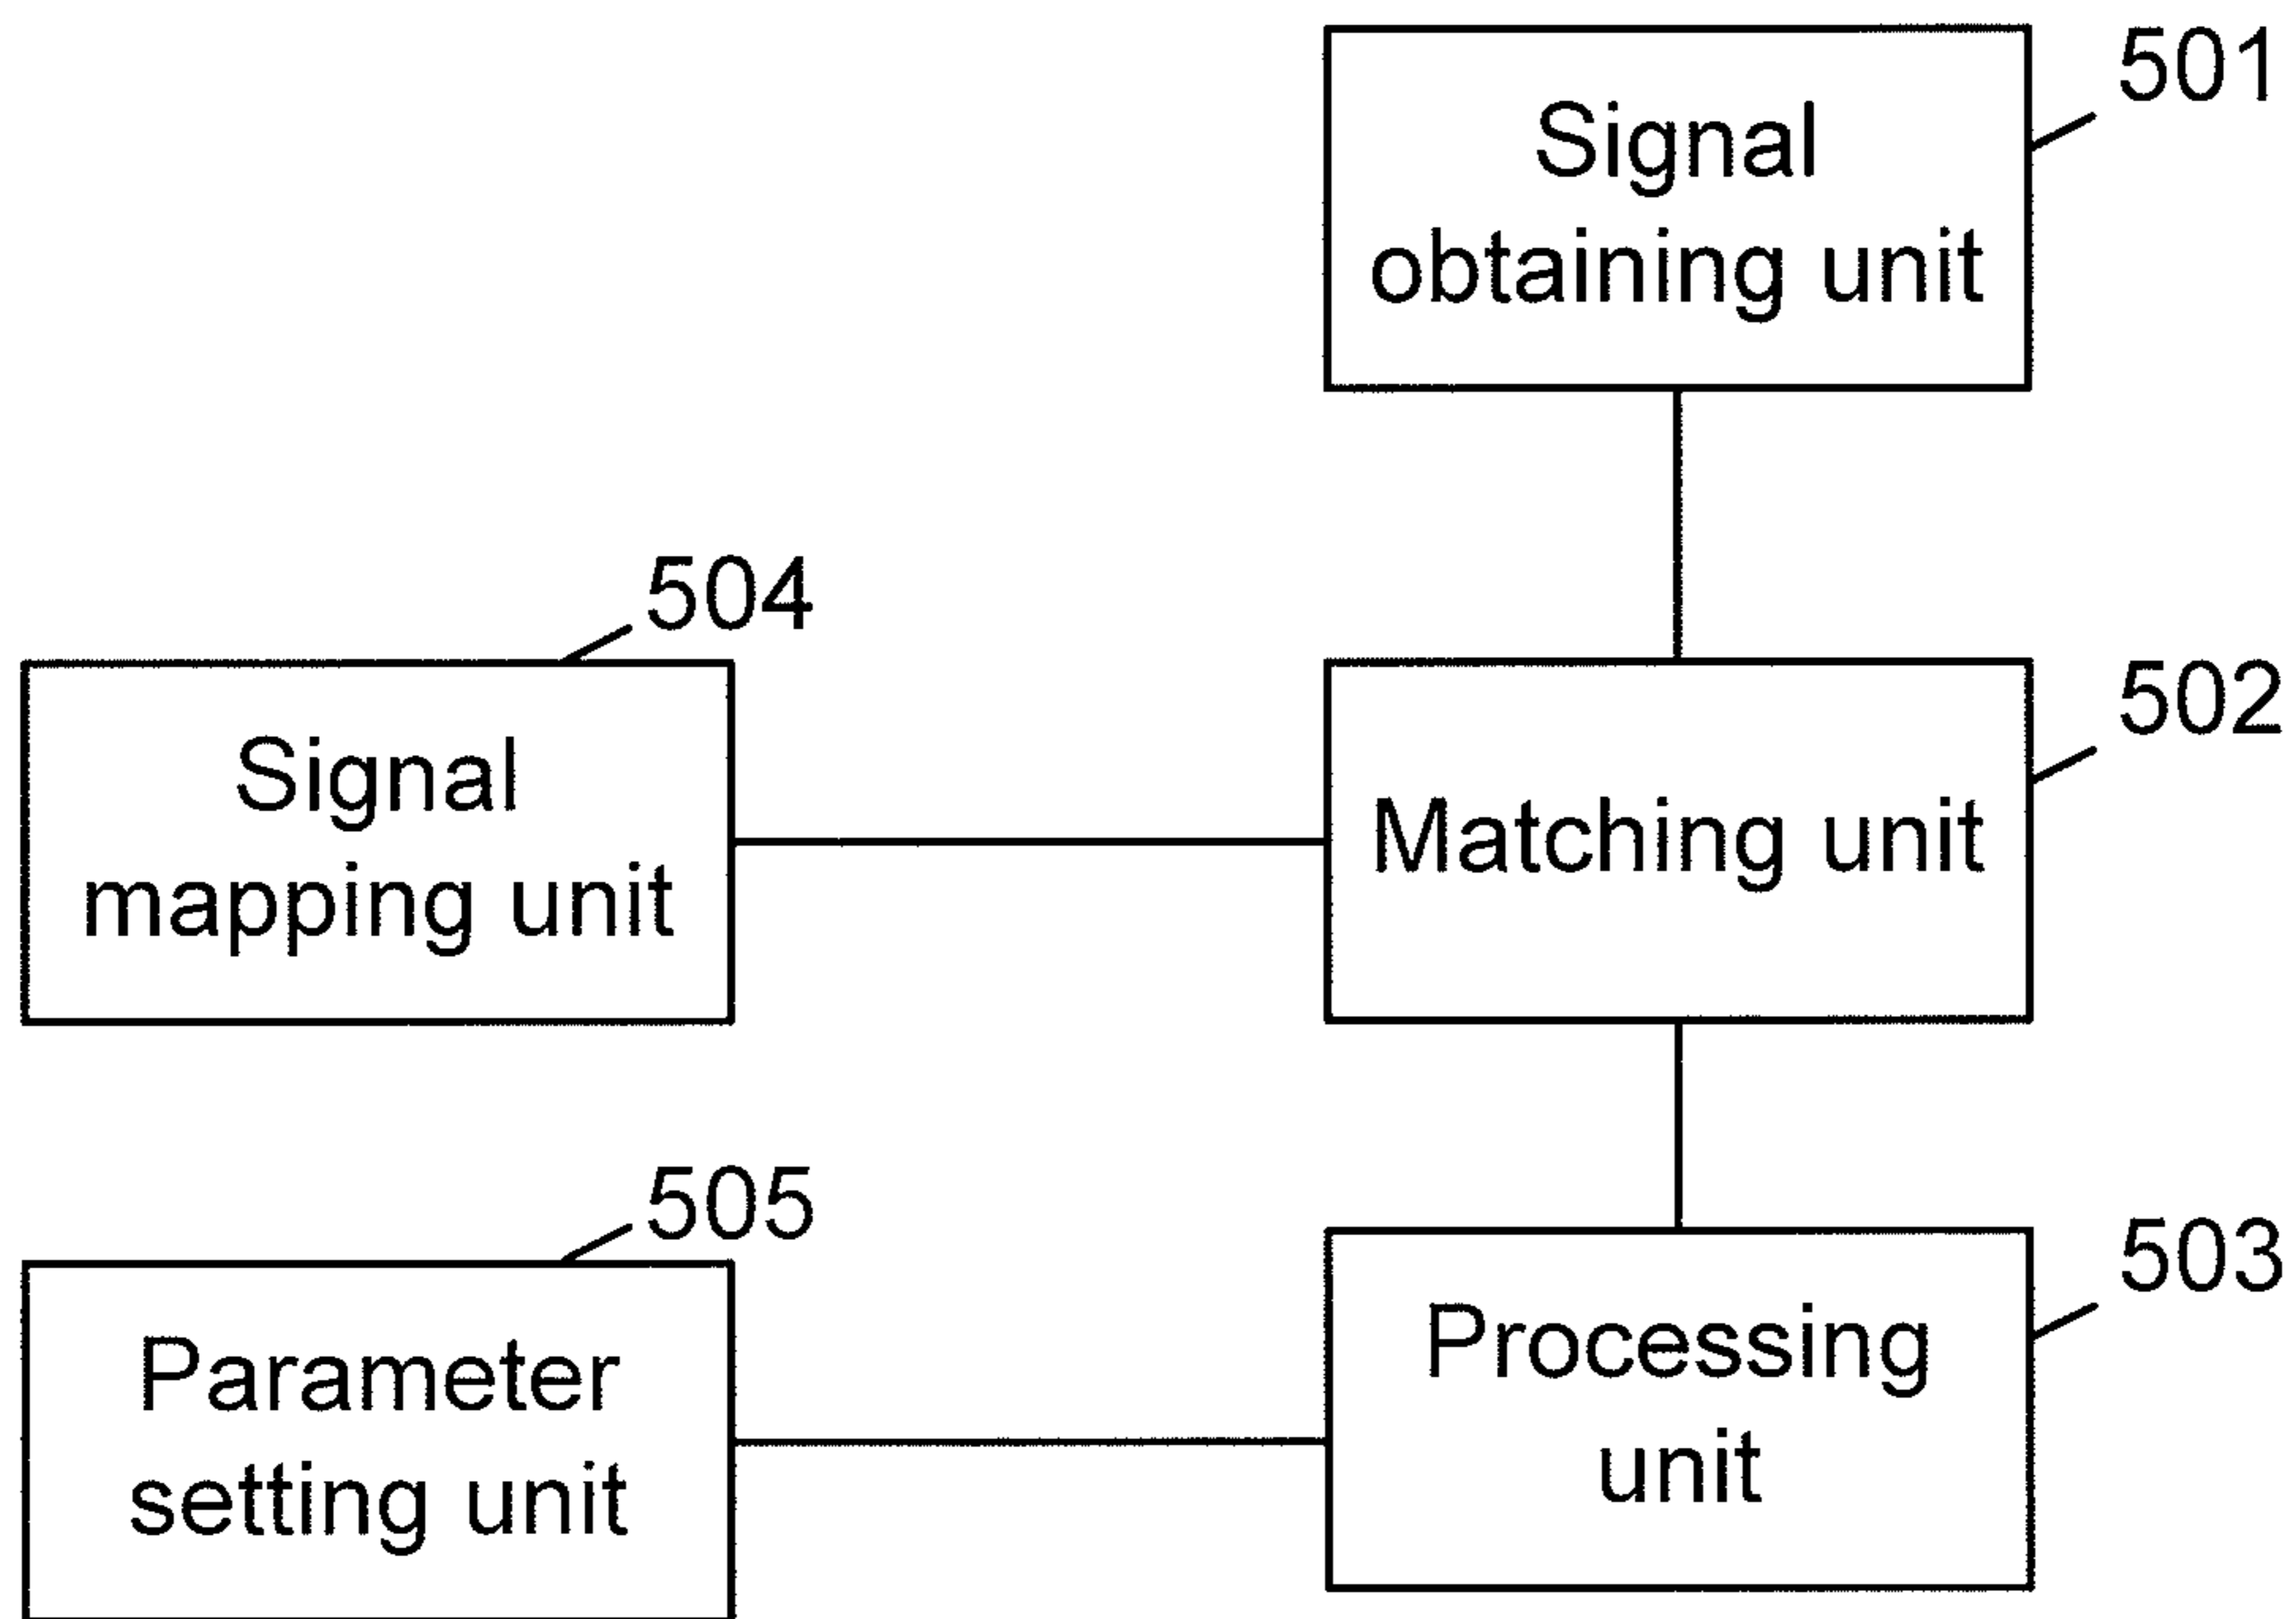 501
Signal
obtaining unit
504
502
Signal
mapping unit
Matching unit
505
503
Parameter
setting unit
Processing
unit